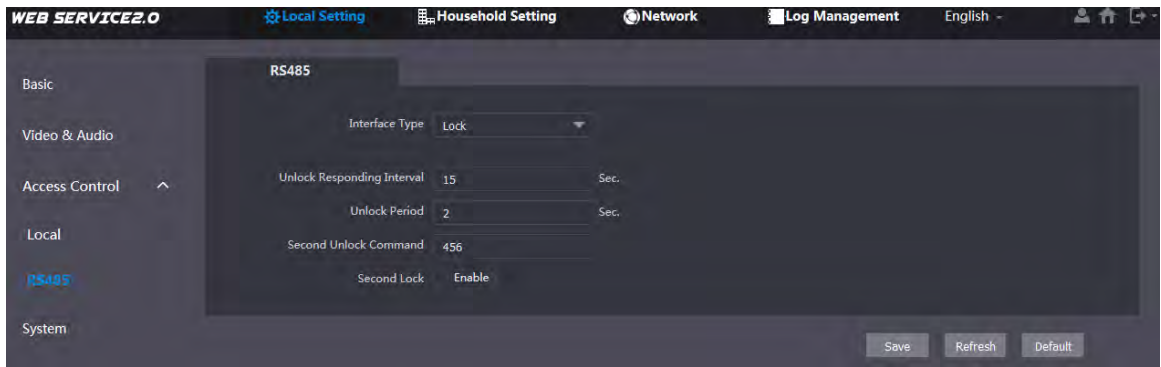 WEB SERVICE2.0 Local Setting Household Setting Network Log Management English
Basic
Video & Audio
Access Control
Local
RS485
System
RS485
Interface Type Lock
Unlock Responding Interval 15 Sec.
Unlock Period 2 Sec.
Second Unlock Command 456
Second Lock Enable
Save Refresh Default